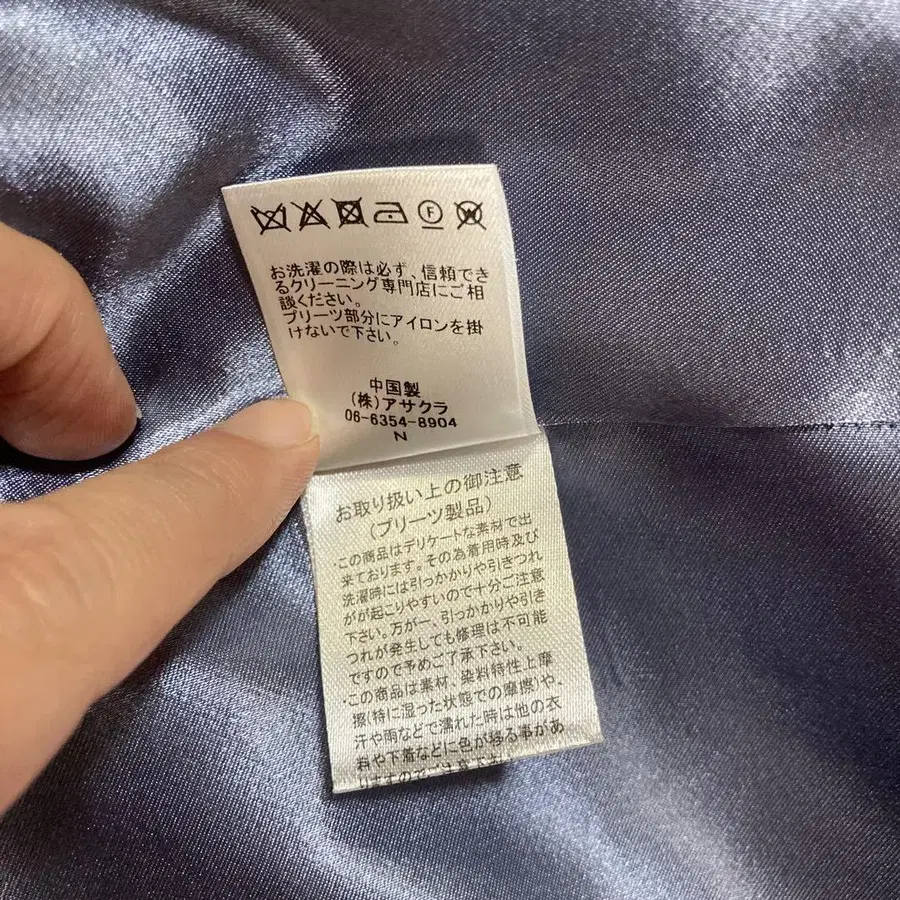 F W
お洗濯の際は必ず、信頼でき
るクリーニング専門店にご相
談ください。
プリーツ部分にアイロンを掛
けないで下さい。
中国製
(株)アサクラ
06-6354-8904
N
お取り扱い上の御注意
(プリーツ製品)
・この商品はデリケートな素材で出
来ております。その為着用時及び
洗濯時には引っかかりや引きつれ
がが起こりやすいので十分ご注意
下さい。万が一、引っかかりや引き
つれが発生しても修理は不可能
ですので予めご了承下さい。
・この商品は素材、染料特性上摩
擦(特に湿った状態での摩擦)や、
汗や雨などで濡れた時は他の衣
料や下着などに色が移る事があ
りますのでご注意下さい